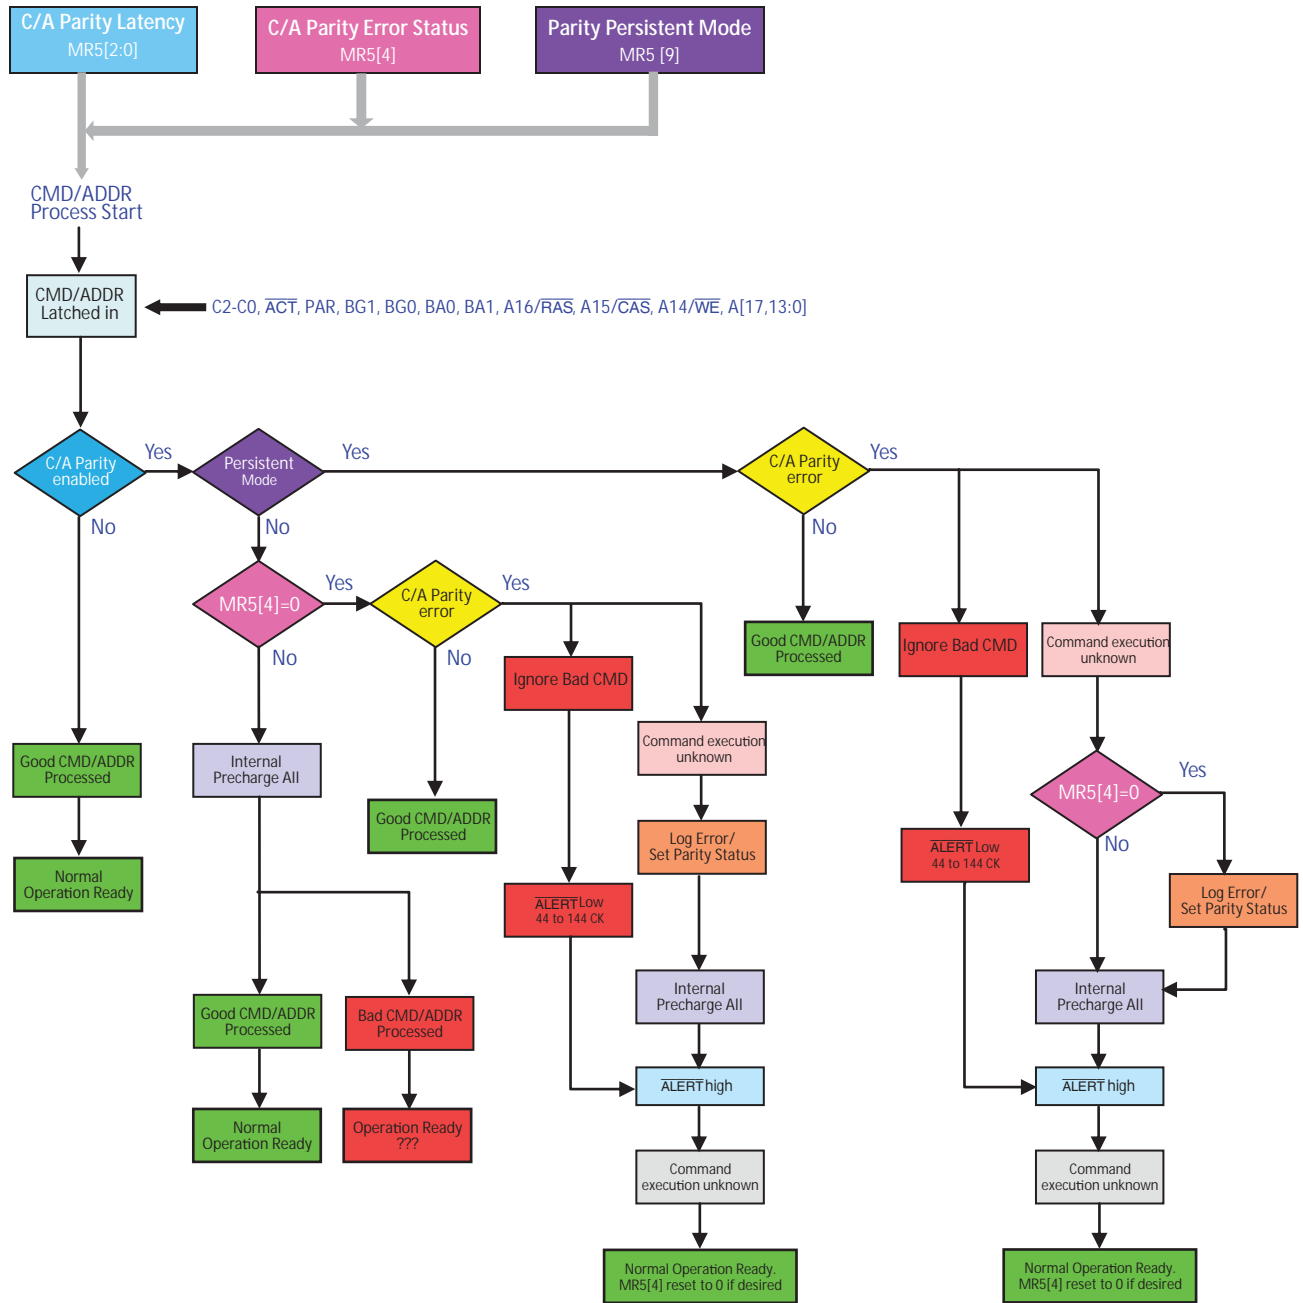 C/A Parity Latency
MR5[2:0]
C/A Parity Error Status
MR5[4]
Parity Persistent Mode
MR5 [9]
CMD/ADDR
Process Start
CMD/ADDR
Latched in
C2-C0, A̅C̅T̅, PAR, BG1, BG0, BA0, BA1, A16/R̅A̅S̅, A15/C̅A̅S̅, A14/W̅E̅, A[17,13:0]
C/A Parity
enabled
Yes
Persistent
Mode
Yes
C/A Parity
error
Yes
No
No
No
MR5[4]=0
Yes
C/A Parity
error
Yes
No
No
Good CMD/ADDR
Processed
Ignore Bad CMD
Command execution
unknown
Ignore Bad CMD
Good CMD/ADDR
Processed
Internal
Precharge All
Command execution
unknown
MR5[4]=0
Yes
No
Good CMD/ADDR
Processed
Log Error/
Set Parity Status
A̅L̅E̅R̅T̅ Low
44 to 144 CK
Normal
Operation Ready
A̅L̅E̅R̅T̅ Low
44 to 144 CK
Log Error/
Set Parity Status
Good CMD/ADDR
Processed
Bad CMD/ADDR
Processed
Internal
Precharge All
Internal
Precharge All
A̅L̅E̅R̅T̅ high
A̅L̅E̅R̅T̅ high
Normal
Operation Ready
Operation Ready
???
Command
execution unknown
Command
execution unknown
Normal Operation Ready.
MR5[4] reset to 0 if desired
Normal Operation Ready.
MR5[4] reset to 0 if desired